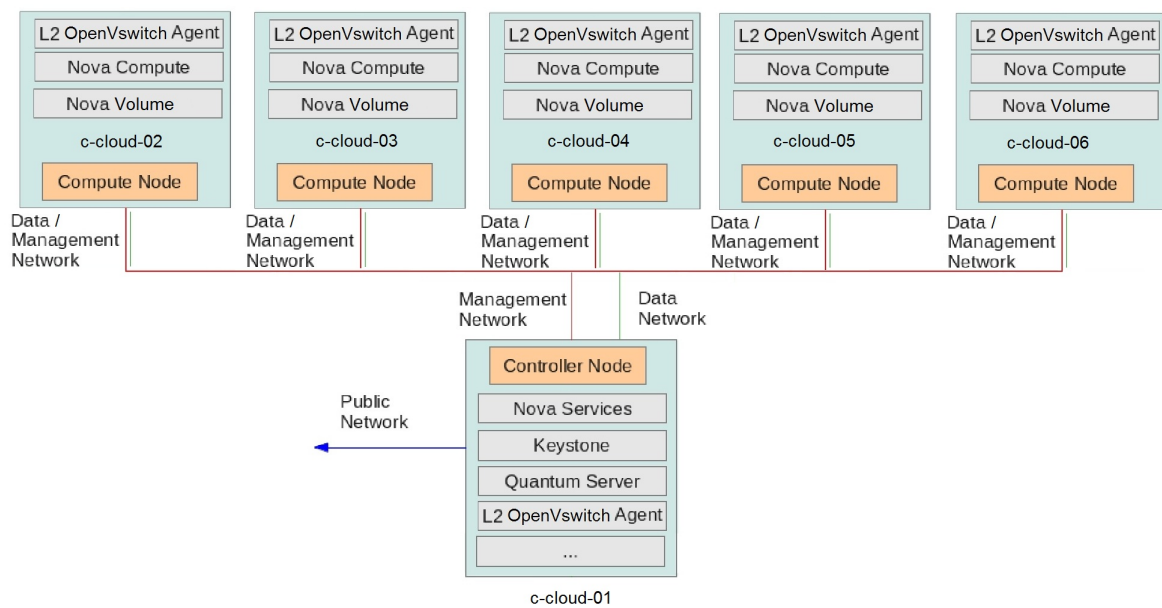 L2 OpenVswitch Agent
Nova Compute
Nova Volume
c-cloud-02
Compute Node
L2 OpenVswitch Agent
Nova Compute
Nova Volume
c-cloud-03
Compute Node
L2 OpenVswitch Agent
Nova Compute
Nova Volume
c-cloud-04
Compute Node
L2 OpenVswitch Agent
Nova Compute
Nova Volume
c-cloud-05
Compute Node
L2 OpenVswitch Agent
Nova Compute
Nova Volume
c-cloud-06
Compute Node
Data /
Management
Network
Data /
Management
Network
Data /
Management
Network
Data /
Management
Network
Data /
Management
Network
Management
Network
Data
Network
Public
Network
Controller Node
Nova Services
Keystone
Quantum Server
L2 OpenVswitch Agent
...
c-cloud-01